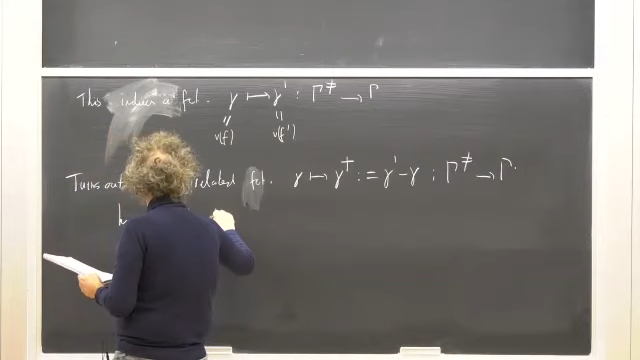 This induces a fct. γ ⟼ γ' : Γ^≠ → Γ
= =
v(f) v(f')
Turns out related fct. γ ⟼ γ^† := γ' - γ : Γ^≠ → Γ.